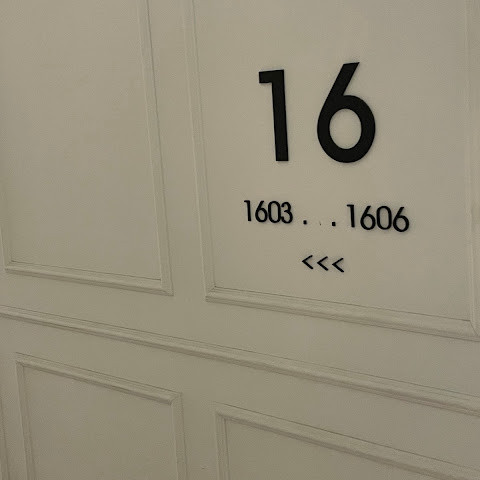 16
1603 . . . 1606
<<<